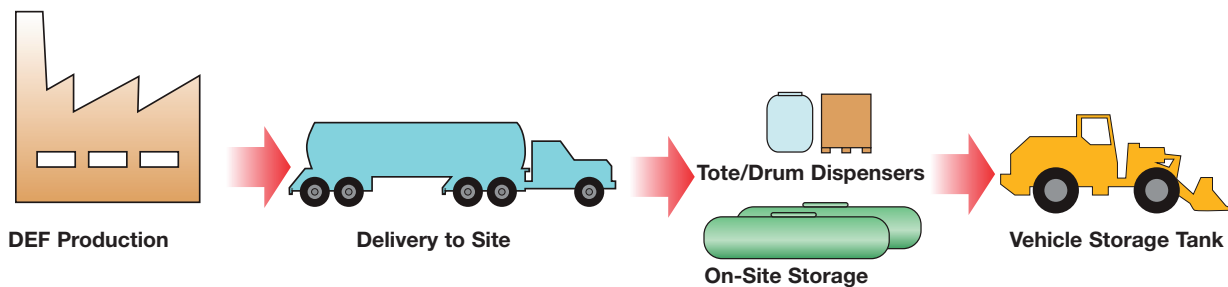 DEF Production
Delivery to Site
Tote/Drum Dispensers
On-Site Storage
Vehicle Storage Tank